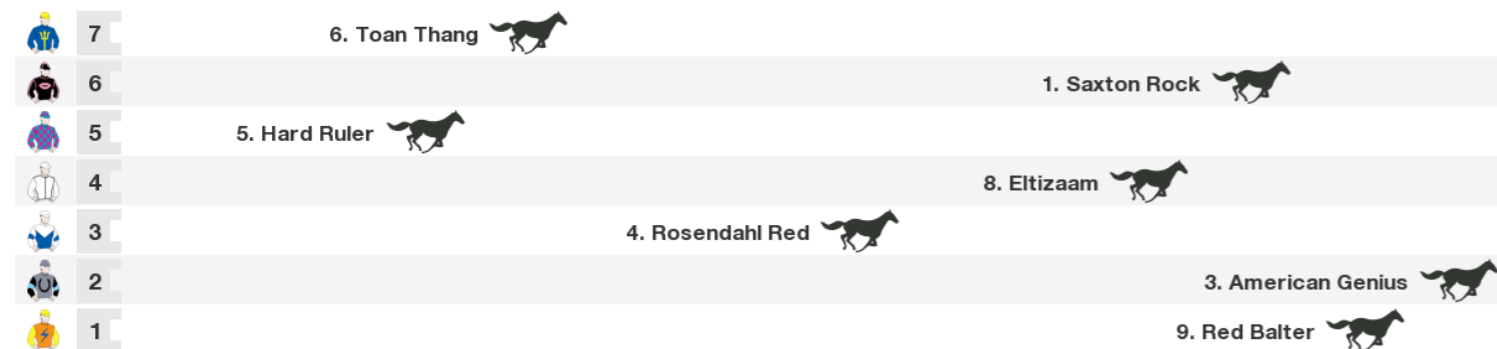 7 6. Toan Thang
6 1. Saxton Rock
5 5. Hard Ruler
4 8. Eltizaam
3 4. Rosendahl Red
2 3. American Genius
1 9. Red Balter